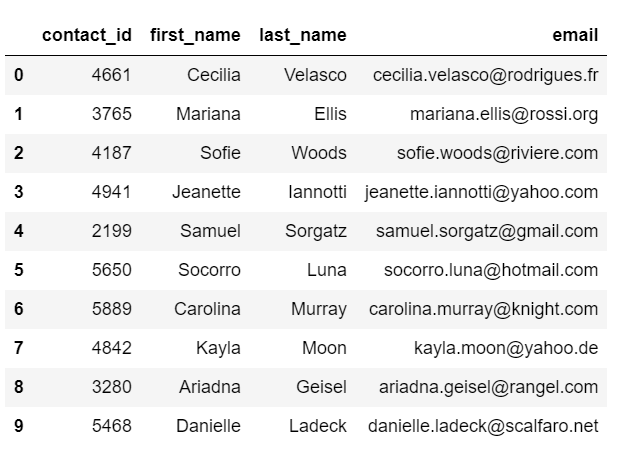 contact_id first_name last_name email
0 4661 Cecilia Velasco cecilia.velasco@rodrigues.fr
1 3765 Mariana Ellis mariana.ellis@rossi.org
2 4187 Sofie Woods sofie.woods@riviere.com
3 4941 Jeanette Iannotti jeanette.iannotti@yahoo.com
4 2199 Samuel Sorgatz samuel.sorgatz@gmail.com
5 5650 Socorro Luna socorro.luna@hotmail.com
6 5889 Carolina Murray carolina.murray@knight.com
7 4842 Kayla Moon kayla.moon@yahoo.de
8 3280 Ariadna Geisel ariadna.geisel@rangel.com
9 5468 Danielle Ladeck danielle.ladeck@scalfaro.net